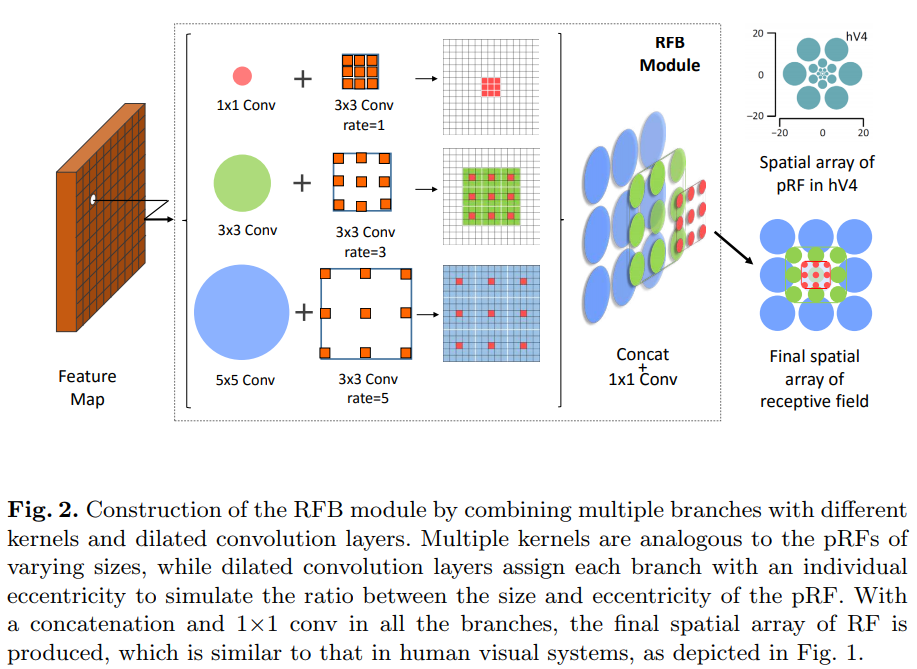 Feature
Map
1x1 Conv
+
3x3 Conv
rate=1
3x3 Conv
+
3x3 Conv
rate=3
5x5 Conv
+
3x3 Conv
rate=5
RFB
Module
Concat
+
1x1 Conv
20
0
−20
hV4
−20 0 20
Spatial array of
pRF in hV4
Final spatial
array of
receptive field
Fig. 2. Construction of the RFB module by combining multiple branches with different
kernels and dilated convolution layers. Multiple kernels are analogous to the pRFs of
varying sizes, while dilated convolution layers assign each branch with an individual
eccentricity to simulate the ratio between the size and eccentricity of the pRF. With
a concatenation and 1×1 conv in all the branches, the final spatial array of RF is
produced, which is similar to that in human visual systems, as depicted in Fig. 1.